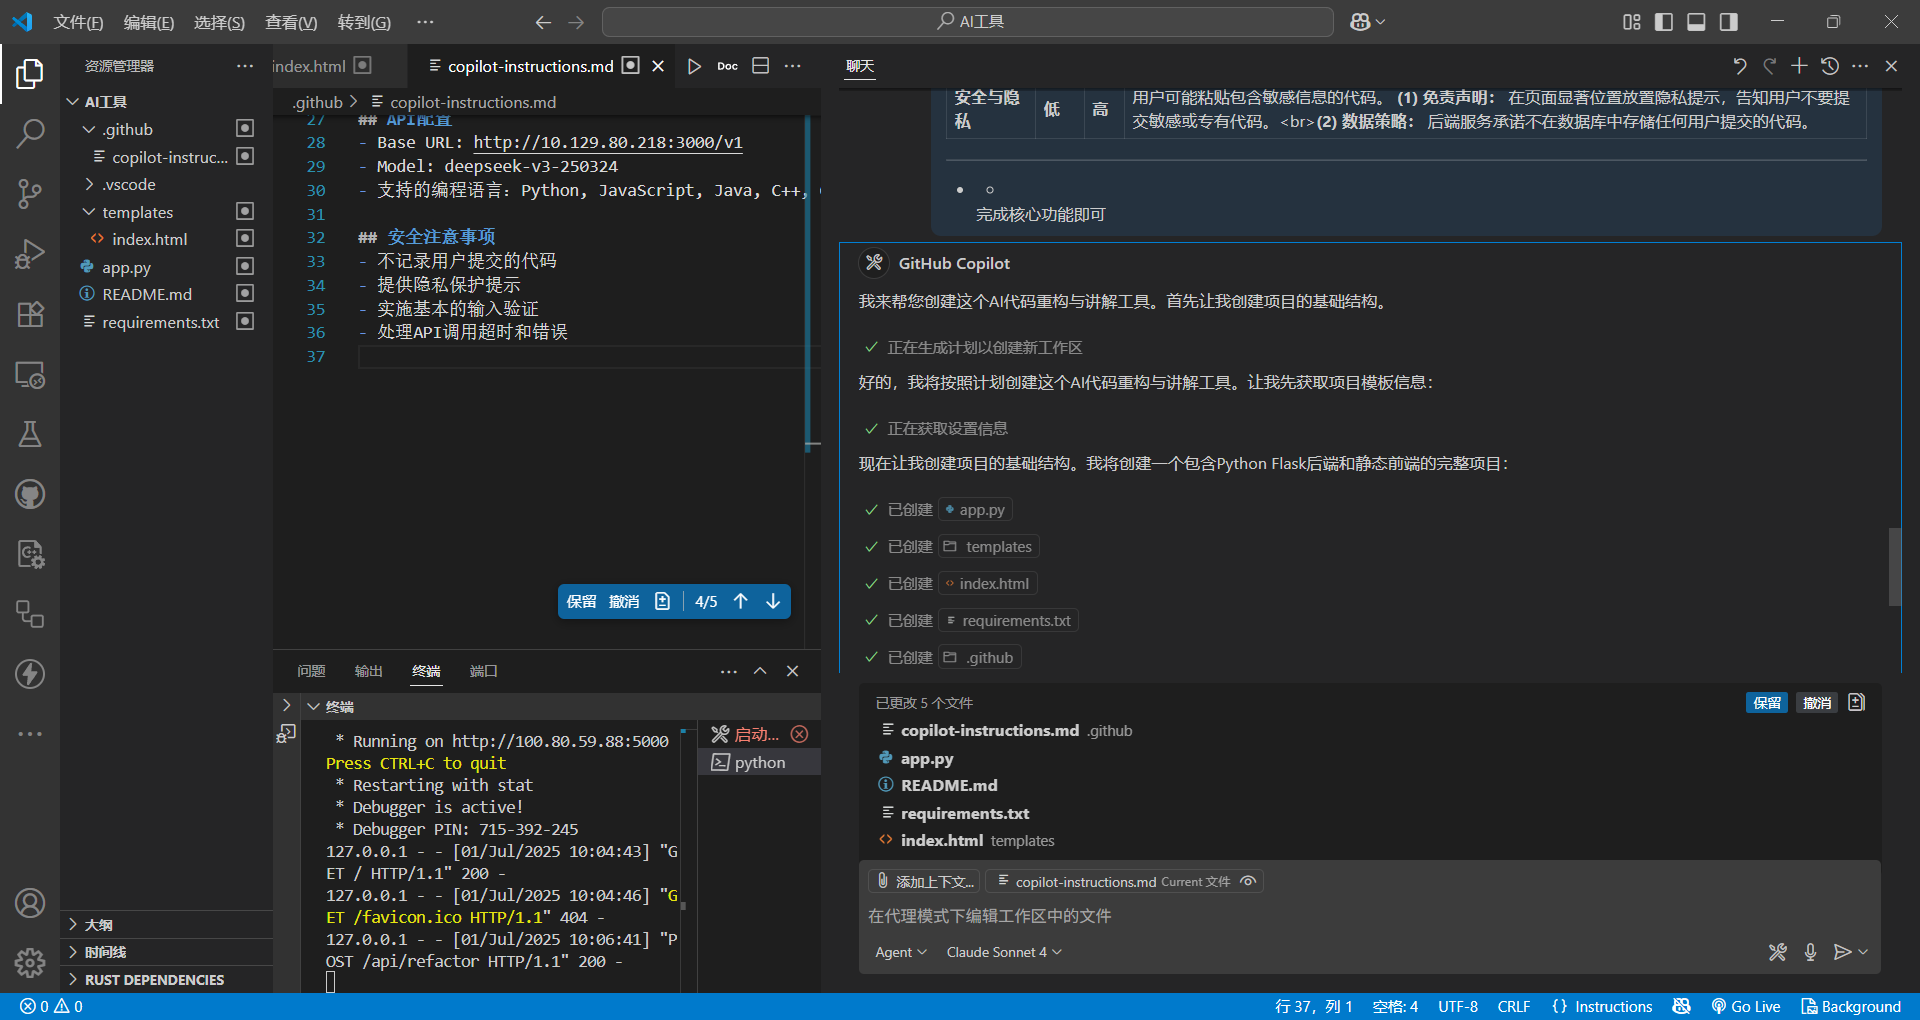 文件(F) 编辑(E) 选择(S) 查看(V) 转到(G) ···
AI工具
资源管理器
AI工具
.github
copilot-instruc...
.vscode
templates
index.html
app.py
README.md
requirements.txt
大纲
时间线
RUST DEPENDENCIES
index.html
copilot-instructions.md
Doc
.github > copilot-instructions.md
27 ## API配置
28 - Base URL: http://10.129.80.218:3000/v1
29 - Model: deepseek-v3-250324
30 - 支持的编程语言：Python, JavaScript, Java, C++,
31
32 ## 安全注意事项
33 - 不记录用户提交的代码
34 - 提供隐私保护提示
35 - 实施基本的输入验证
36 - 处理API调用超时和错误
37
保留 撤消 4/5
问题 输出 终端 端口
终端
* Running on http://100.80.59.88:5000
Press CTRL+C to quit
* Restarting with stat
* Debugger is active!
* Debugger PIN: 715-392-245
127.0.0.1 - - [01/Jul/2025 10:04:43] "G
ET / HTTP/1.1" 200 -
127.0.0.1 - - [01/Jul/2025 10:04:46] "G
ET /favicon.ico HTTP/1.1" 404 -
127.0.0.1 - - [01/Jul/2025 10:06:41] "P
OST /api/refactor HTTP/1.1" 200 -
启动...
python
聊天
安全与隐私 低 高 用户可能粘贴包含敏感信息的代码。 (1) 免责声明： 在页面显著位置放置隐私提示，告知用户不要提
交敏感或专有代码。<br> (2) 数据策略： 后端服务承诺不在数据库中存储任何用户提交的代码。
完成核心功能即可
GitHub Copilot
我来帮您创建这个AI代码重构与讲解工具。首先让我创建项目的基础结构。
正在生成计划以创建新工作区
好的，我将按照计划创建这个AI代码重构与讲解工具。让我先获取项目模板信息：
正在获取设置信息
现在让我创建项目的基础结构。我将创建一个包含Python Flask后端和静态前端的完整项目：
已创建 app.py
已创建 templates
已创建 index.html
已创建 requirements.txt
已创建 .github
已更改 5 个文件 保留 撤消
copilot-instructions.md .github
app.py
README.md
requirements.txt
index.html templates
添加上下文... copilot-instructions.md Current 文件
在代理模式下编辑工作区中的文件
Agent Claude Sonnet 4
0 0
行 37，列 1 空格: 4 UTF-8 CRLF {} Instructions Go Live Background